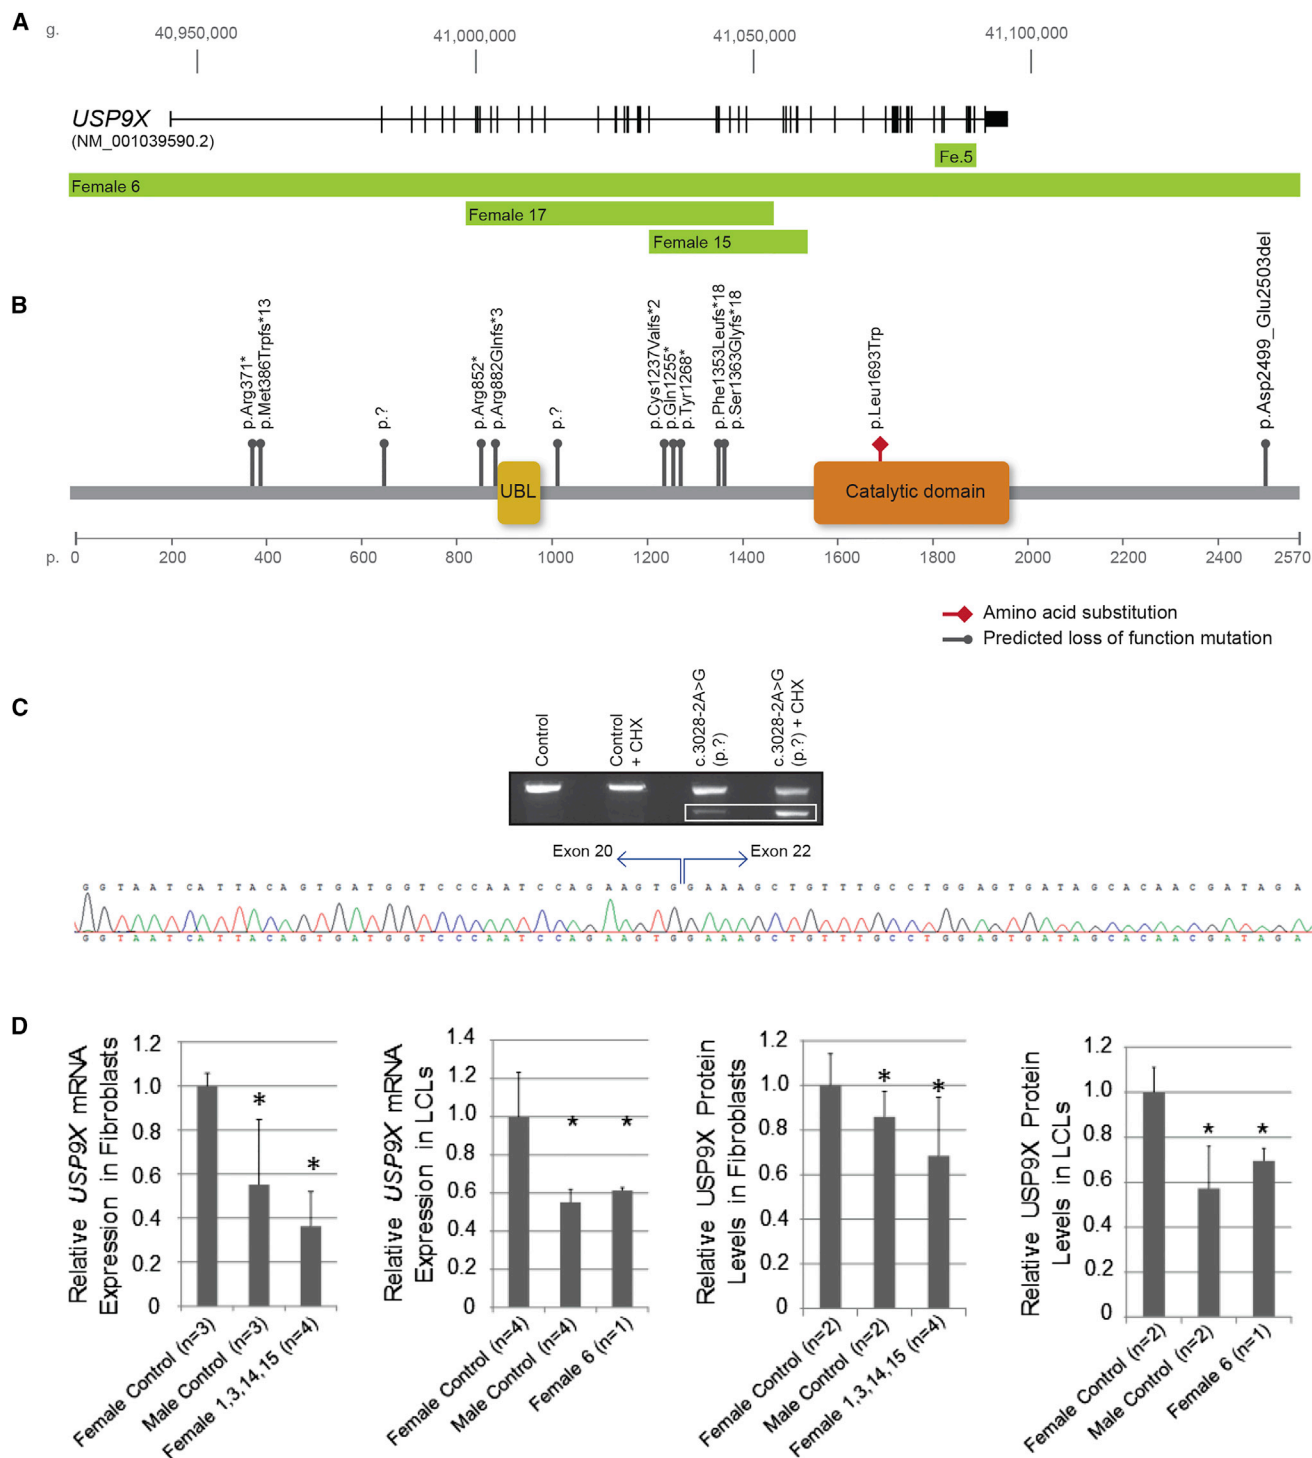 A
g.
40,950,000
41,000,000
41,050,000
41,100,000
USP9X
(NM_001039590.2)
Fe.5
Female 6
Female 17
Female 15
B
p.Arg371*
p.Met386Trpfs*13
p.?
p.Arg852*
p.Arg882Glnfs*3
p.?
p.Cys1237Valfs*2
p.Gln1255*
p.Tyr1268*
p.Phe1353Leufs*18
p.Ser1363Glyfs*18
p.Leu1693Trp
p.Asp2499_Glu2503del
UBL
Catalytic domain
p. 0 200 400 600 800 1000 1200 1400 1600 1800 2000 2200 2400 2570
Amino acid substitution
Predicted loss of function mutation
C
Control
Control + CHX
c.3028-2A>G (p.?)
c.3028-2A>G (p.?) + CHX
Exon 20
Exon 22
G G T A A T C A T T A C A G T G A T G G T C C C A A T C C A G A A G T G G A A A G C T G T T T G C C T G G A G T G A T A G C A C A A C G A T A G A
G G T A A T C A T T A C A G T G A T G G T C C C A A T C C A G A A G T G G A A A G C T G T T T G C C T G G A G T G A T A G C A C A A C G A T A G A
D
Relative USP9X mRNA
Expression in Fibroblasts
1.2
1.0
0.8
0.6
0.4
0.2
0
*
*
Female Control (n=3)
Male Control (n=3)
Female 1,3,14,15 (n=4)
Relative USP9X mRNA
Expression in LCLs
1.4
1.2
1.0
0.8
0.6
0.4
0.2
0
*
*
Female Control (n=4)
Male Control (n=4)
Female 6 (n=1)
Relative USP9X Protein
Levels in Fibroblasts
1.2
1.0
0.8
0.6
0.4
0.2
0
*
*
Female Control (n=2)
Male Control (n=2)
Female 1,3,14,15 (n=4)
Relative USP9X Protein
Levels in LCLs
1.2
1.0
0.8
0.6
0.4
0.2
0
*
*
Female Control (n=2)
Male Control (n=2)
Female 6 (n=1)